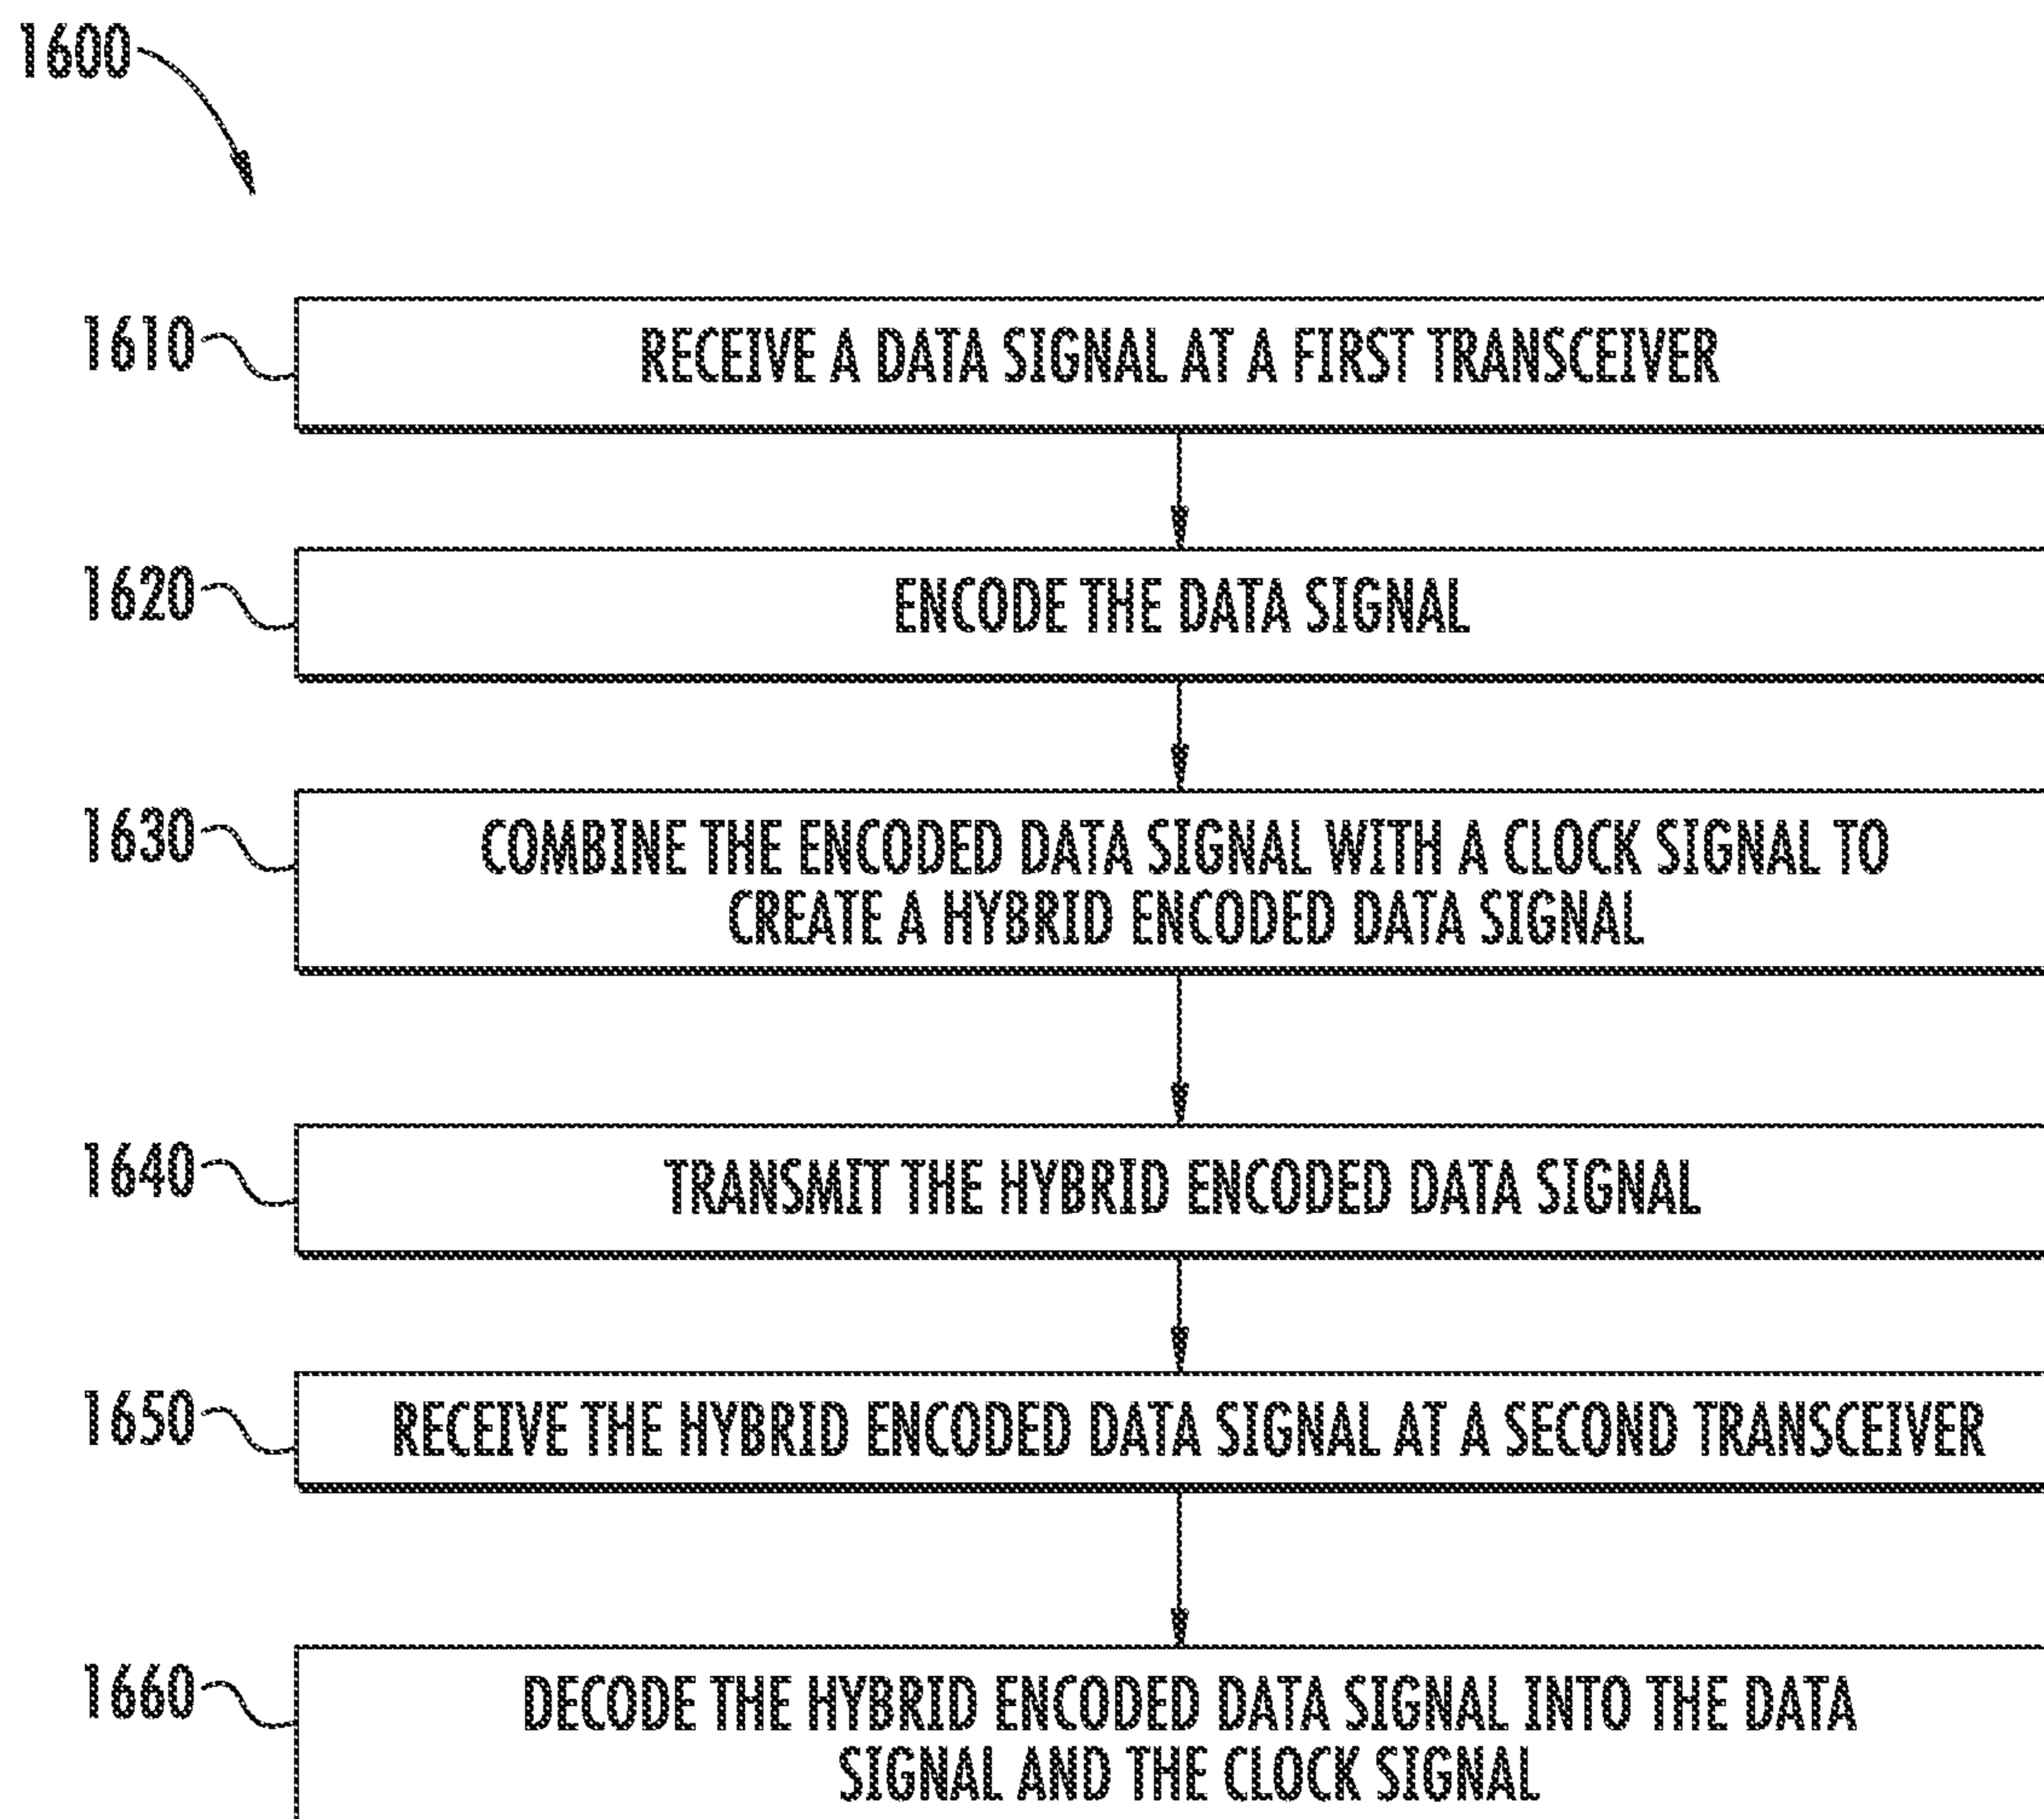 1600
1610
RECEIVE A DATA SIGNAL AT A FIRST TRANSCEIVER
1620
ENCODE THE DATA SIGNAL
1630
COMBINE THE ENCODED DATA SIGNAL WITH A CLOCK SIGNAL TO
CREATE A HYBRID ENCODED DATA SIGNAL
1640
TRANSMIT THE HYBRID ENCODED DATA SIGNAL
1650
RECEIVE THE HYBRID ENCODED DATA SIGNAL AT A SECOND TRANSCEIVER
1660
DECODE THE HYBRID ENCODED DATA SIGNAL INTO THE DATA
SIGNAL AND THE CLOCK SIGNAL